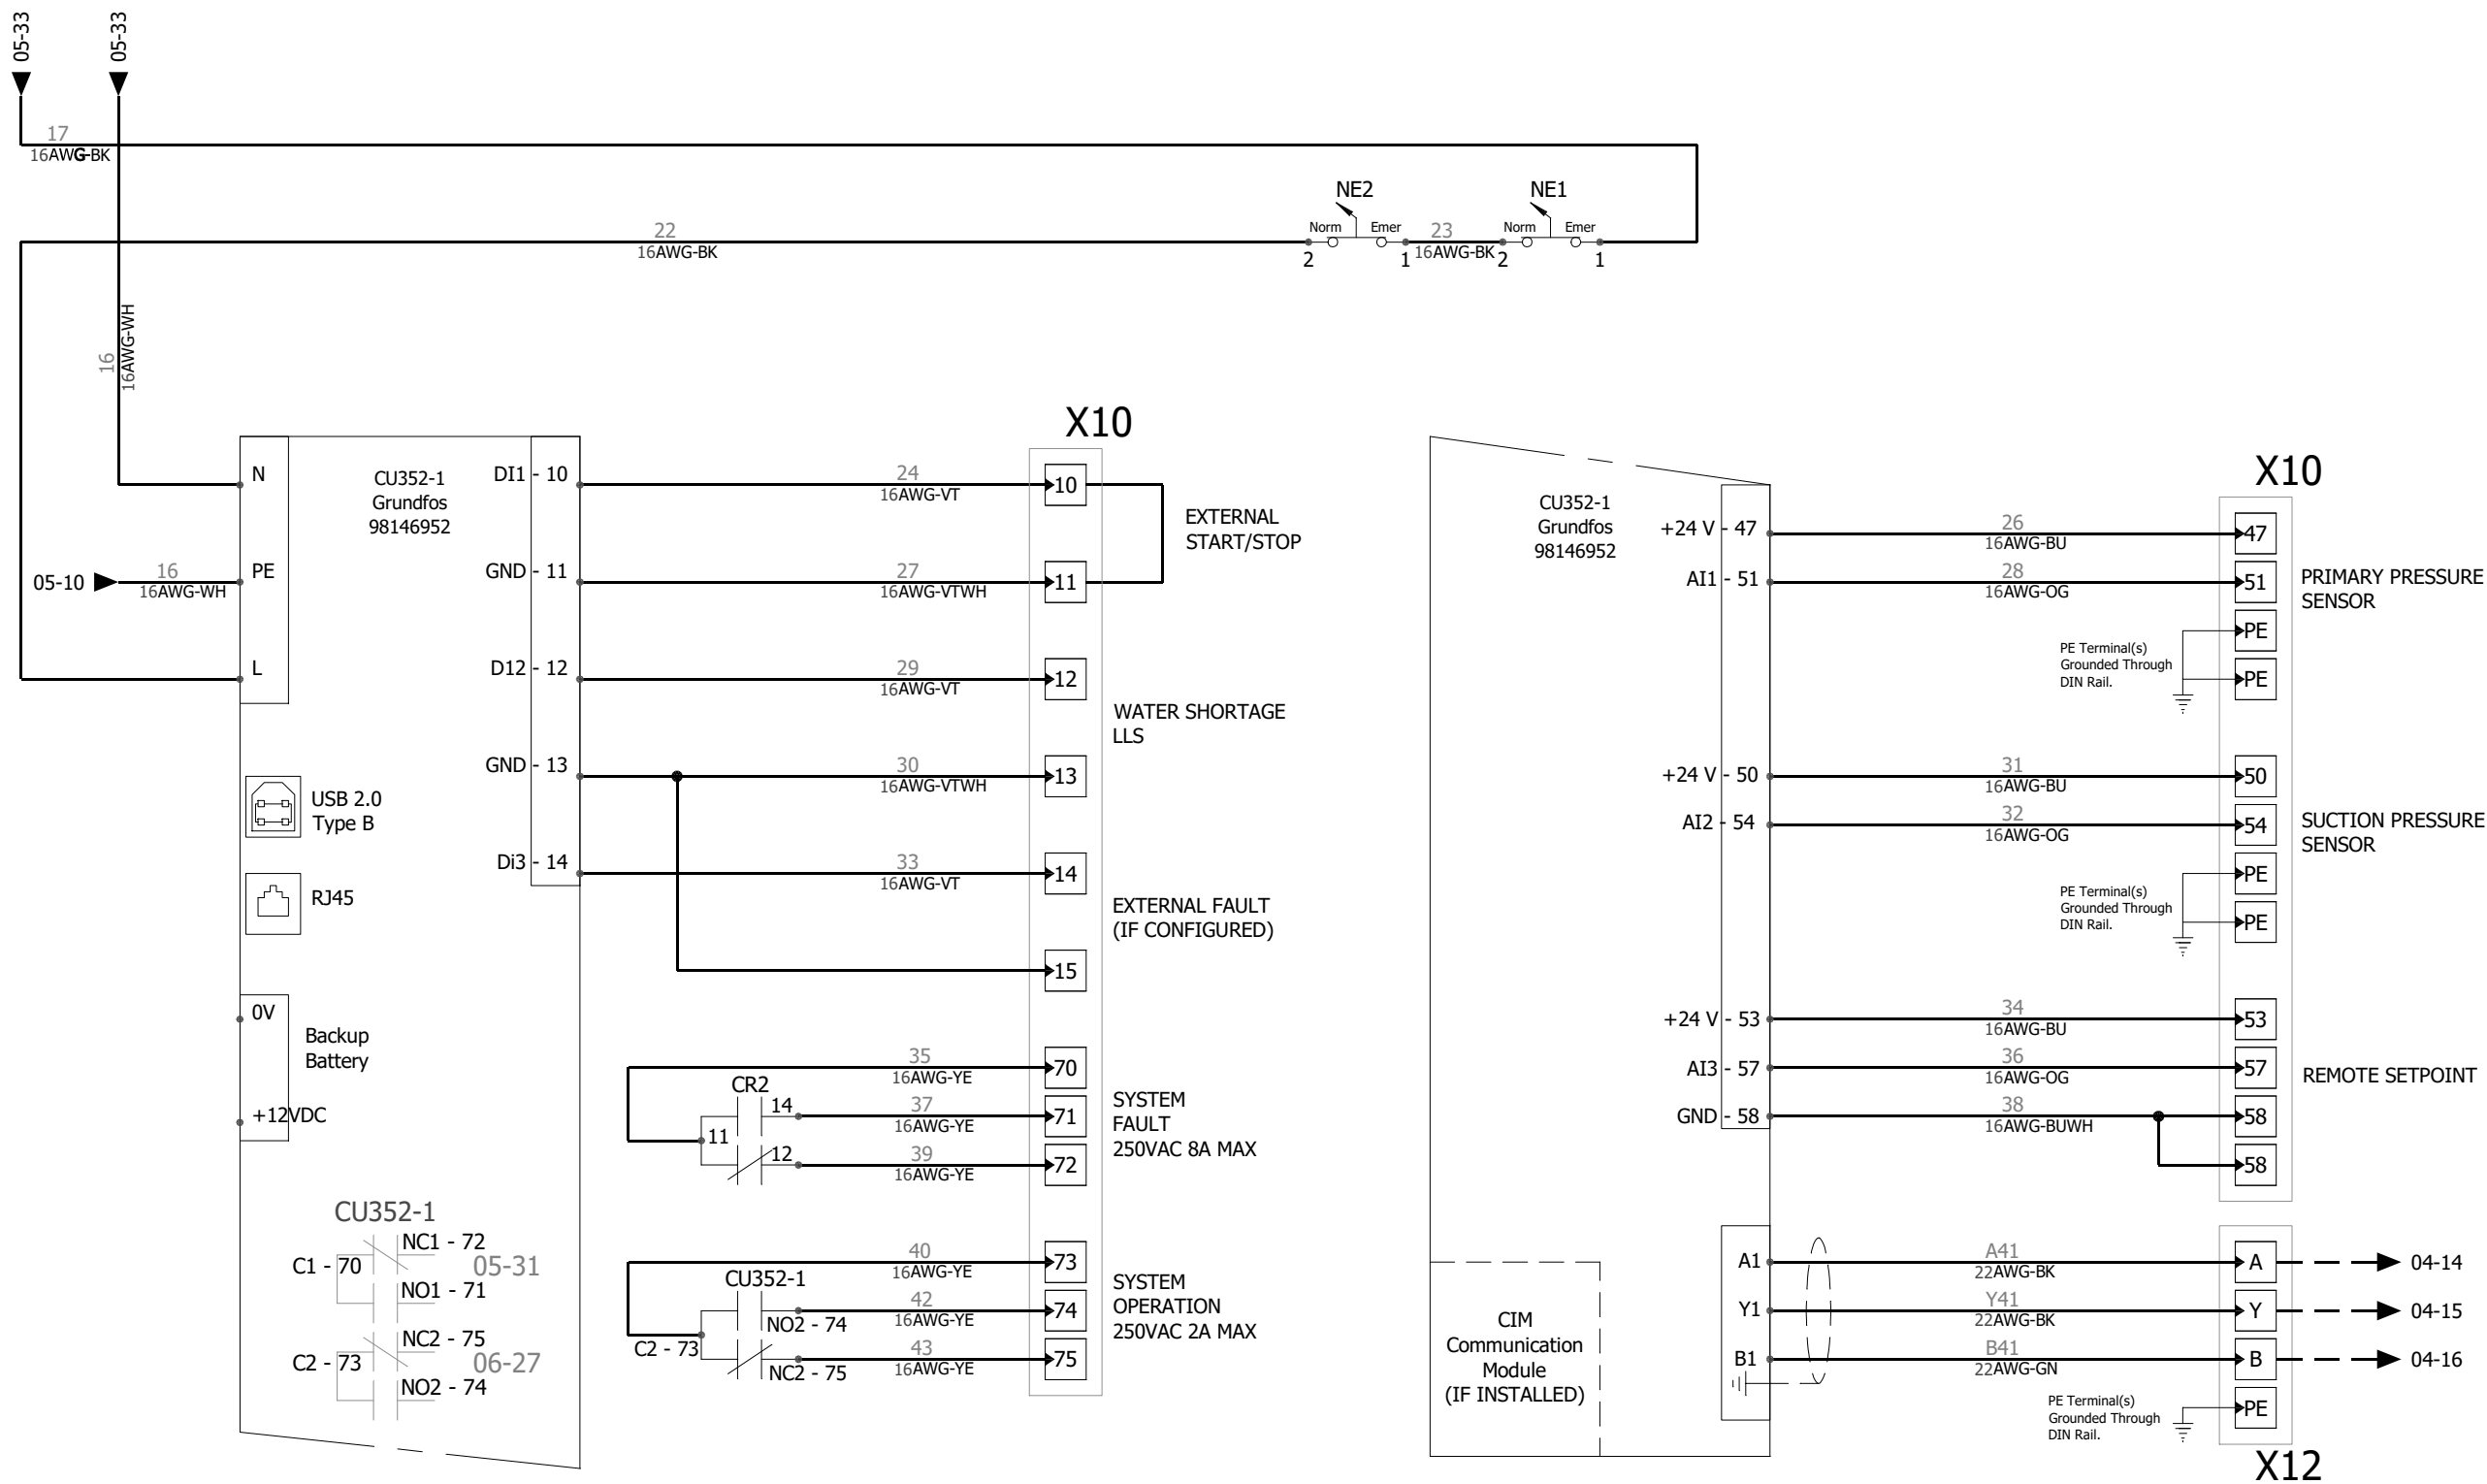 05-33
05-33
17
16AWG-BK
NE2
NE1
Norm Emer
Norm Emer
22
16AWG-BK
2
1
23
16AWG-BK
2
1
16
16AWG-WH
X10
N
CU352-1
Grundfos
98146952
DI1 - 10
24
16AWG-VT
10
EXTERNAL
START/STOP
05-10
16
16AWG-WH
PE
GND - 11
27
16AWG-VTWH
11
L
D12 - 12
29
16AWG-VT
12
WATER SHORTAGE
LLS
GND - 13
30
16AWG-VTWH
13
USB 2.0
Type B
Di3 - 14
33
16AWG-VT
14
RJ45
EXTERNAL FAULT
(IF CONFIGURED)
15
0V
Backup
Battery
+12VDC
35
16AWG-YE
70
CR2
14
37
16AWG-YE
71
11
12
39
16AWG-YE
72
SYSTEM
FAULT
250VAC 8A MAX
CU352-1
NC1 - 72
C1 - 70
05-31
NO1 - 71
NC2 - 75
C2 - 73
06-27
NO2 - 74
40
16AWG-YE
73
CU352-1
42
16AWG-YE
74
NO2 - 74
C2 - 73
43
16AWG-YE
75
NC2 - 75
SYSTEM
OPERATION
250VAC 2A MAX
X10
CU352-1
Grundfos
98146952
+24 V - 47
26
16AWG-BU
47
AI1 - 51
28
16AWG-OG
51
PRIMARY PRESSURE
SENSOR
PE
PE
PE Terminal(s)
Grounded Through
DIN Rail.
+24 V - 50
31
16AWG-BU
50
AI2 - 54
32
16AWG-OG
54
SUCTION PRESSURE
SENSOR
PE
PE
PE Terminal(s)
Grounded Through
DIN Rail.
+24 V - 53
34
16AWG-BU
53
AI3 - 57
36
16AWG-OG
57
REMOTE SETPOINT
GND - 58
38
16AWG-BUWH
58
58
A1
A41
22AWG-BK
A
04-14
Y1
Y41
22AWG-BK
Y
04-15
B1
B41
22AWG-GN
B
04-16
CIM
Communication
Module
(IF INSTALLED)
PE Terminal(s)
Grounded Through
DIN Rail.
PE
X12